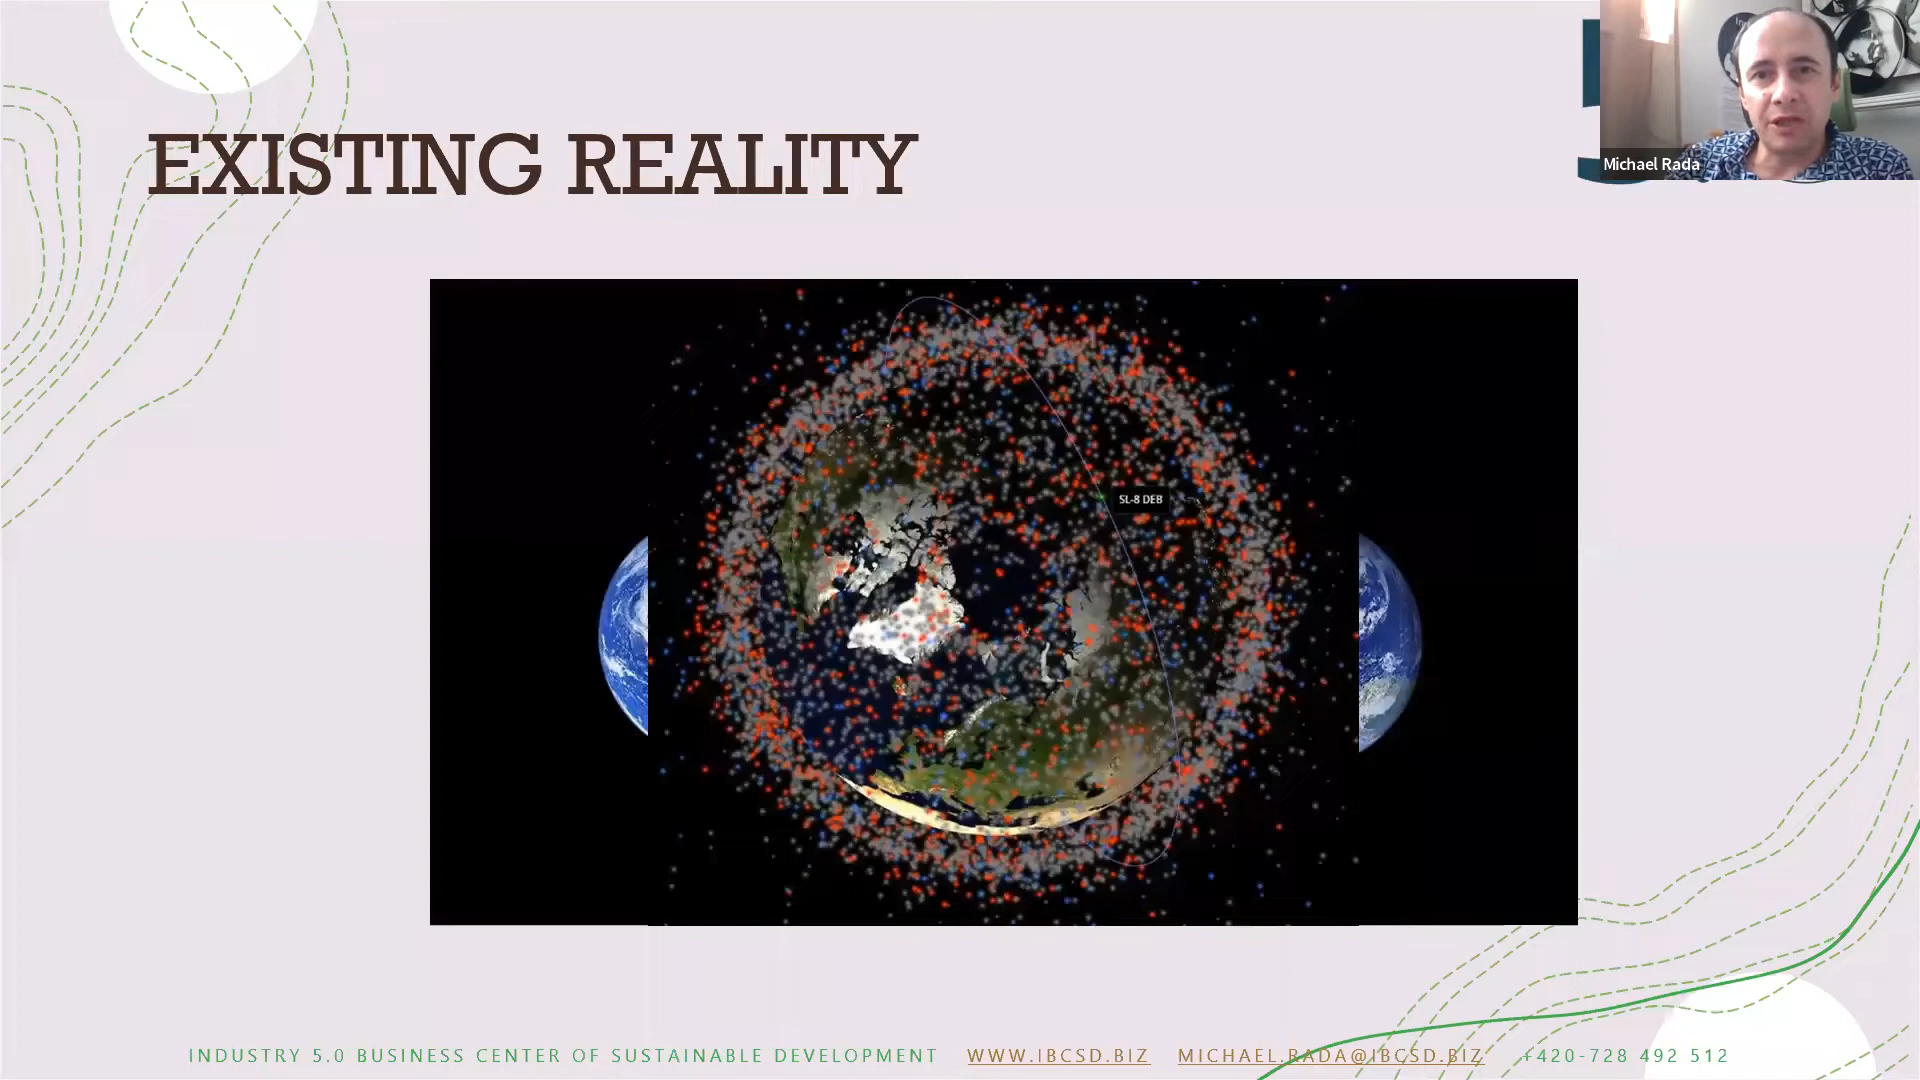 EXISTING REALITY
Michael Rada
SL-8 DEB
INDUSTRY 5.0 BUSINESS CENTER OF SUSTAINABLE DEVELOPMENT WWW.IBCSD.BIZ MICHAEL.RADA@IBCSD.BIZ +420-728 492 512